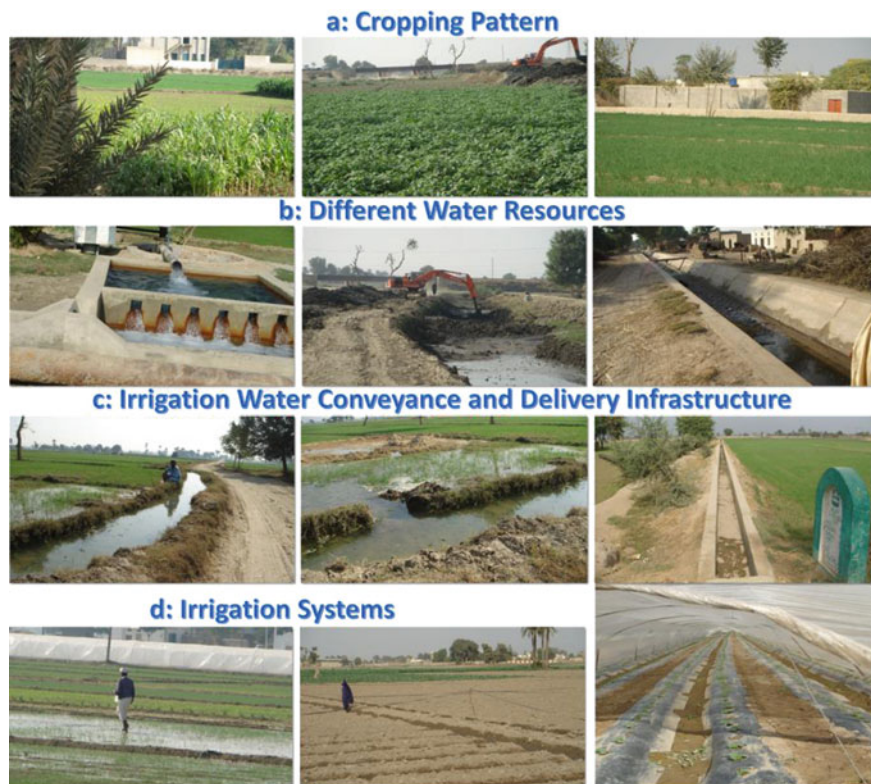 a: Cropping Pattern
b: Different Water Resources
c: Irrigation Water Conveyance and Delivery Infrastructure
d: Irrigation Systems